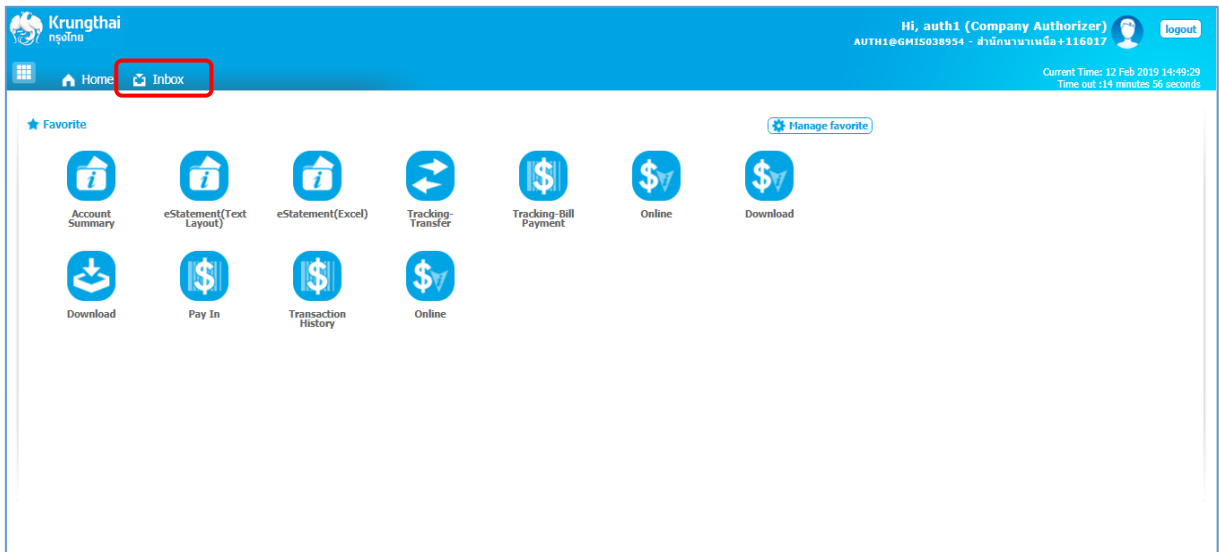 Krungthai
กรุงไทย
Hi, auth1 (Company Authorizer)
AUTH1@GMIS038954 - สำนักนานาเหนือ+116017
logout
Home
Inbox
Current Time: 12 Feb 2019 14:49:29
Time out :14 minutes 56 seconds
Favorite
Manage favorite
Account
Summary
eStatement(Text
Layout)
eStatement(Excel)
Tracking-
Transfer
Tracking-Bill
Payment
Online
Download
Download
Pay In
Transaction
History
Online